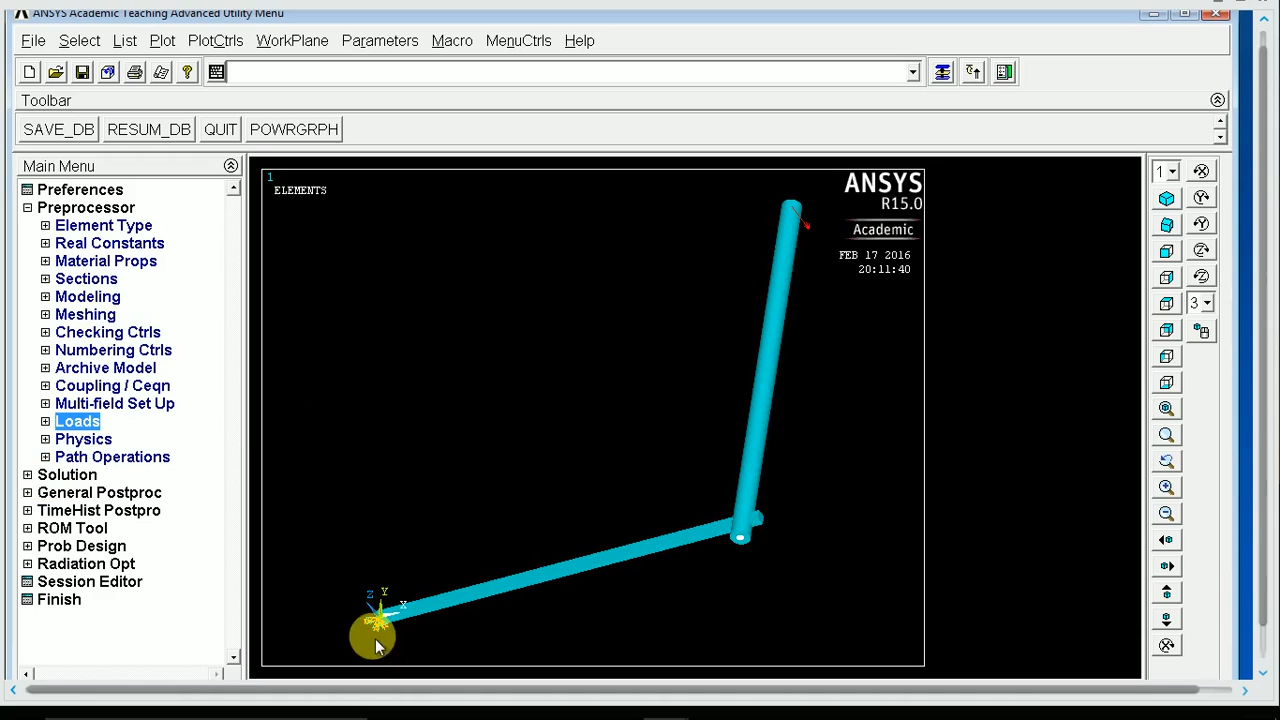 ANSYS Academic Teaching Advanced Utility Menu
File Select List Plot PlotCtrls WorkPlane Parameters Macro MenuCtrls Help
Toolbar
SAVE_DB RESUM_DB QUIT POWRGRPH
Main Menu
Preferences
Preprocessor
Element Type
Real Constants
Material Props
Sections
Modeling
Meshing
Checking Ctrls
Numbering Ctrls
Archive Model
Coupling / Ceqn
Multi-field Set Up
Loads
Physics
Path Operations
Solution
General Postproc
TimeHist Postpro
ROM Tool
Prob Design
Radiation Opt
Session Editor
Finish
1
ELEMENTS
ANSYS
R15.0
Academic
FEB 17 2016
20:11:40
Z Y
X
1
X
Y
Y
Z
Z
3